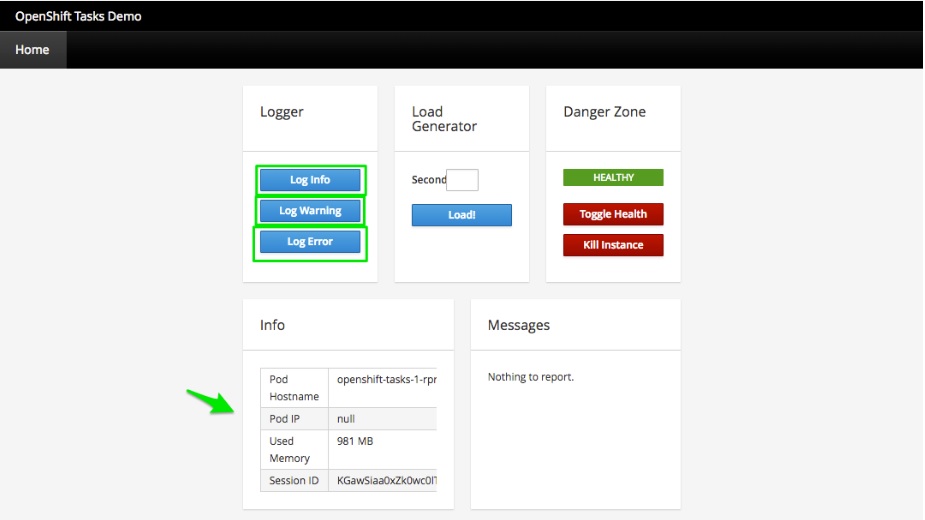 OpenShift Tasks Demo
Home
Logger
Log Info
Log Warning
Log Error
Load
Generator
Second
Load!
Danger Zone
HEALTHY
Toggle Health
Kill Instance
Info
Pod
Hostname
openshift-tasks-1-rpr
Pod IP
null
Used
Memory
981 MB
Session ID
KGawSiaa0xZk0wc0
Messages
Nothing to report.